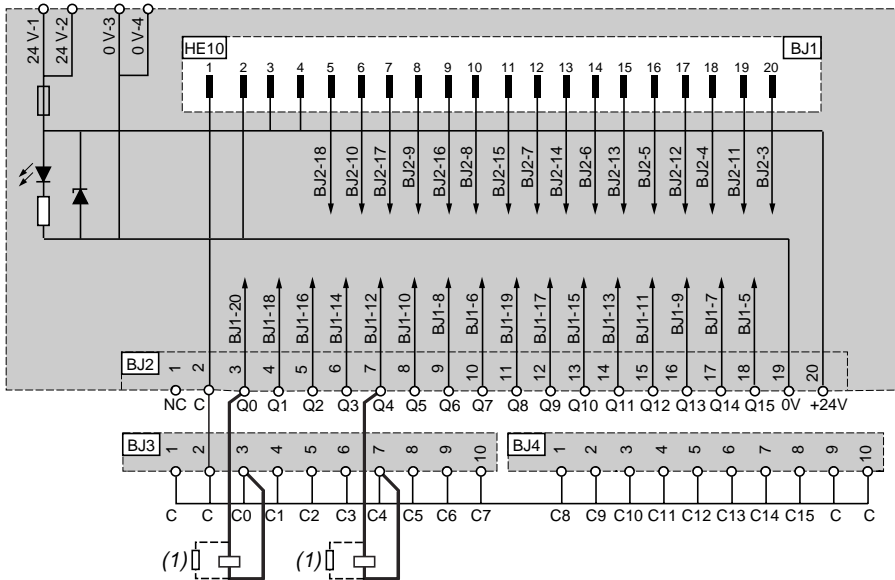 24 V-1
24 V-2
0 V-3
0 V-4
HE10
BJ1
1 2 3 4 5 6 7 8 9 10 11 12 13 14 15 16 17 18 19 20
BJ2-18
BJ2-10
BJ2-17
BJ2-9
BJ2-16
BJ2-8
BJ2-15
BJ2-7
BJ2-14
BJ2-6
BJ2-13
BJ2-5
BJ2-12
BJ2-4
BJ2-11
BJ2-3
BJ1-20
BJ1-18
BJ1-16
BJ1-14
BJ1-12
BJ1-10
BJ1-8
BJ1-6
BJ1-19
BJ1-17
BJ1-15
BJ1-13
BJ1-11
BJ1-9
BJ1-7
BJ1-5
BJ2
1 2 3 4 5 6 7 8 9 10 11 12 13 14 15 16 17 18 19 20
NC C Q0 Q1 Q2 Q3 Q4 Q5 Q6 Q7 Q8 Q9 Q10 Q11 Q12 Q13 Q14 Q15 0V +24V
BJ3
1 2 3 4 5 6 7 8 9 10
BJ4
1 2 3 4 5 6 7 8 9 10
C C C0 C1 C2 C3 C4 C5 C6 C7 C8 C9 C10 C11 C12 C13 C14 C15 C C
(1) (1)